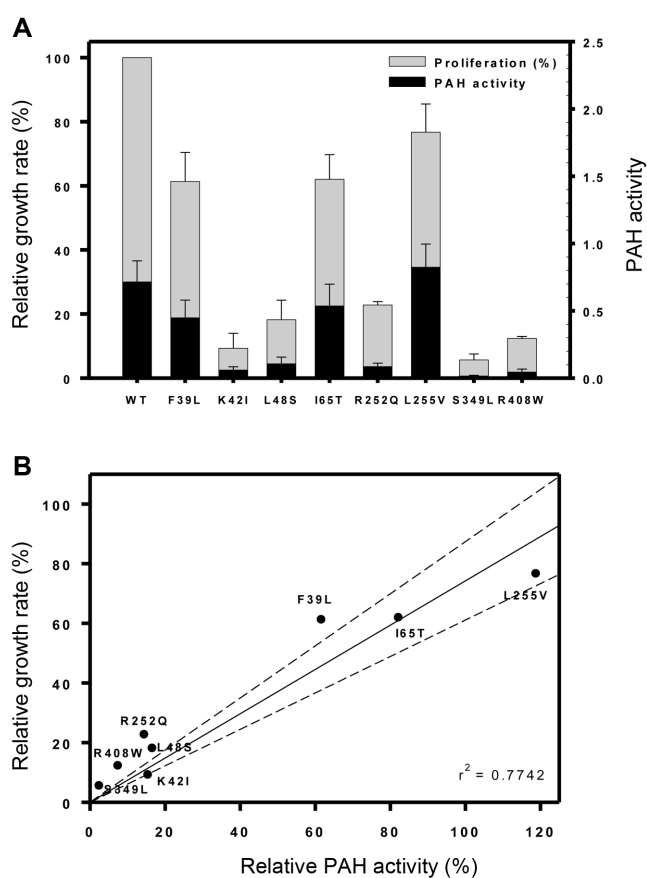 A
Relative growth rate (%)
100
80
60
40
20
0
Proliferation (%)
PAH activity
2.5
2.0
1.5
1.0
0.5
0.0
PAH activity
WT F39L K42I L48S I65T R252Q L255V S349L R408W
B
Relative growth rate (%)
100
80
60
40
20
0
F39L
I65T
L255V
R252Q
L48S
R408W
K42I
S349L
r² = 0.7742
0 20 40 60 80 100 120
Relative PAH activity (%)